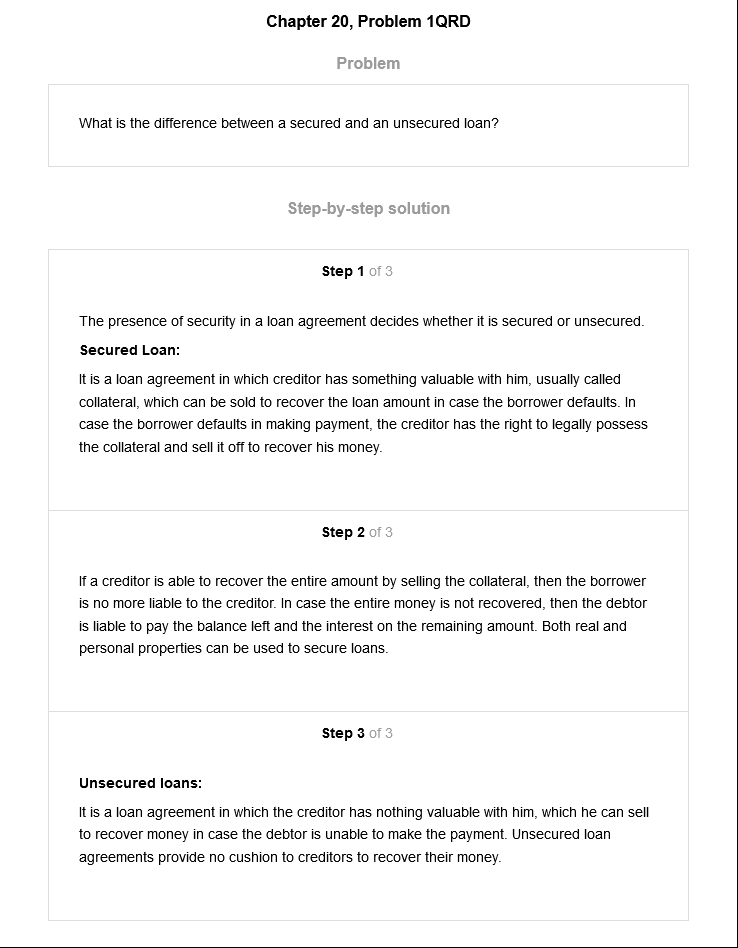 Chapter 20, Problem 1QRD
Problem
What is the difference between a secured and an unsecured loan?
Step-by-step solution
Step 1 of 3
The presence of security in a loan agreement decides whether it is secured or unsecured.
Secured Loan:
It is a loan agreement in which creditor has something valuable with him, usually called
collateral, which can be sold to recover the loan amount in case the borrower defaults. In
case the borrower defaults in making payment, the creditor has the right to legally possess
the collateral and sell it off to recover his money.
Step 2 of 3
If a creditor is able to recover the entire amount by selling the collateral, then the borrower
is no more liable to the creditor. In case the entire money is not recovered, then the debtor
is liable to pay the balance left and the interest on the remaining amount. Both real and
personal properties can be used to secure loans.
Step 3 of 3
Unsecured loans:
It is a loan agreement in which the creditor has nothing valuable with him, which he can sell
to recover money in case the debtor is unable to make the payment. Unsecured loan
agreements provide no cushion to creditors to recover their money.